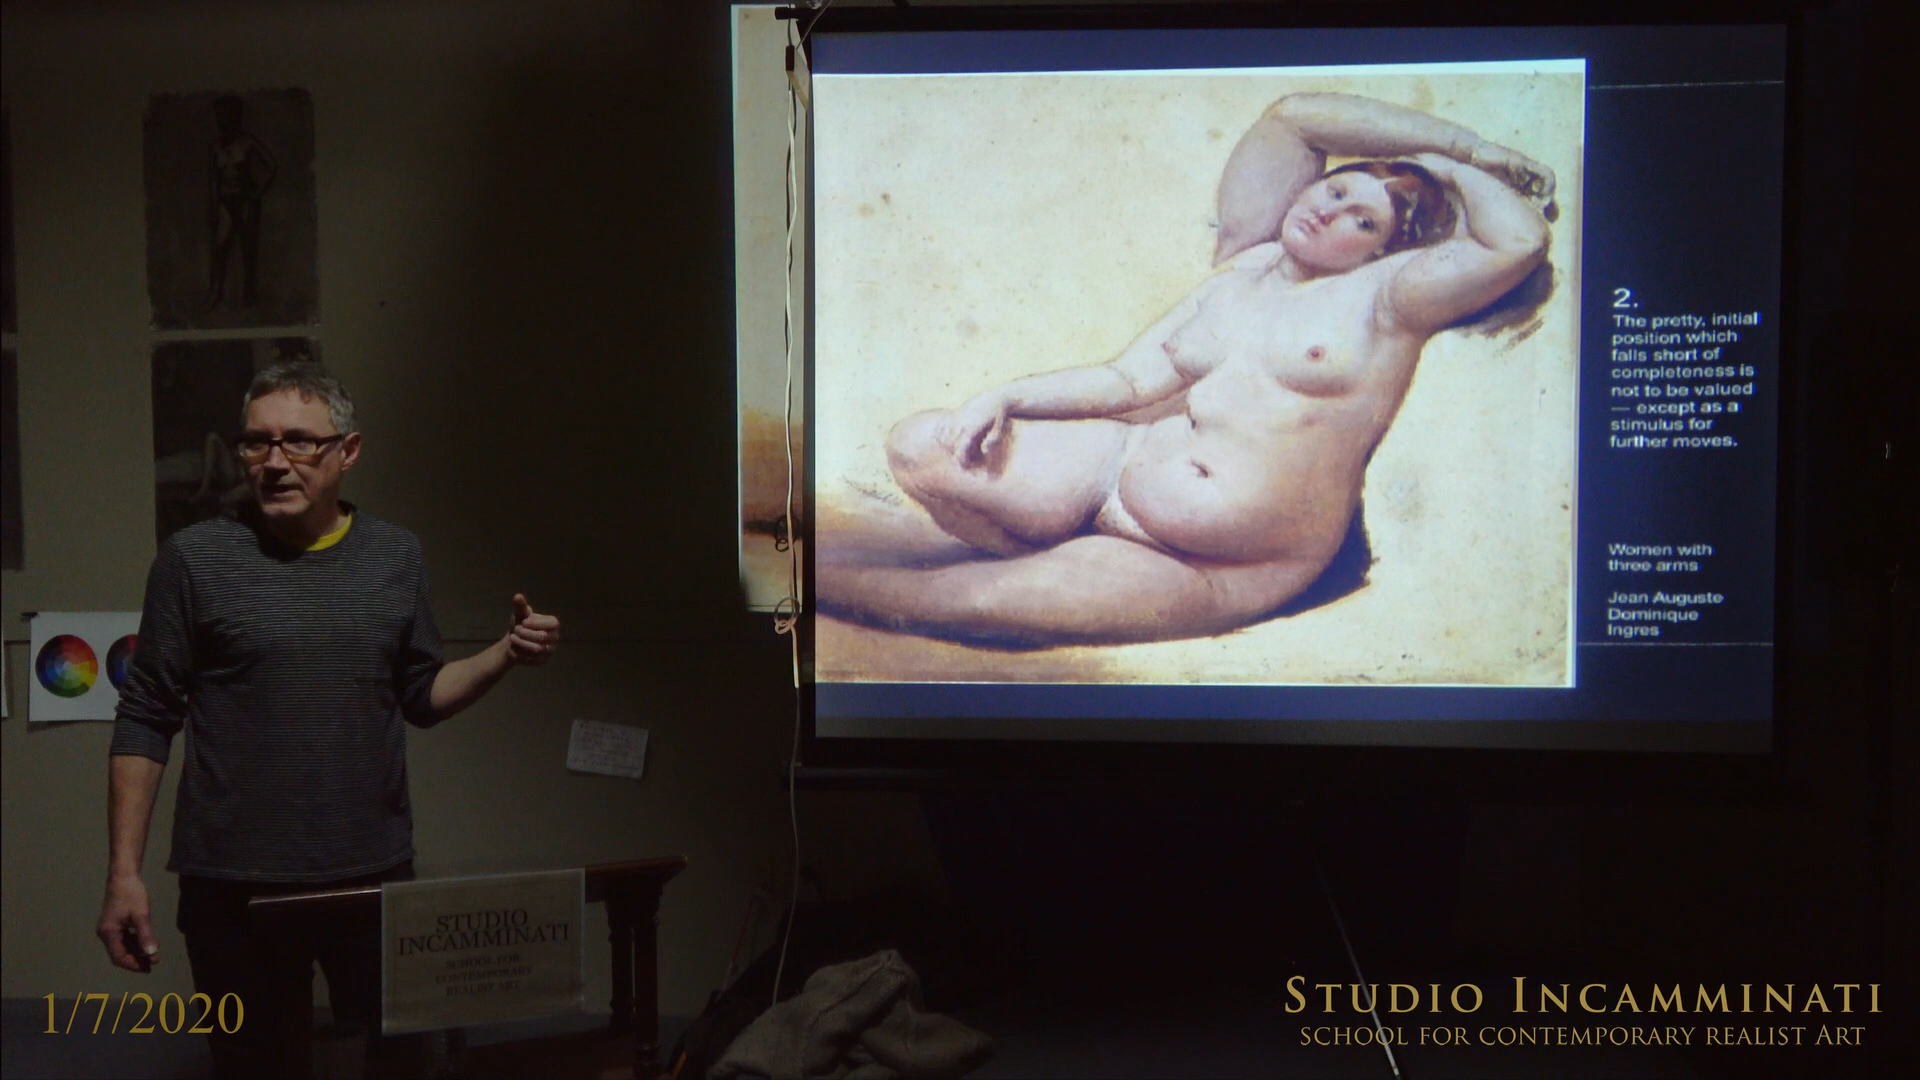 2.
The pretty, initial
position which
falls short of
completeness is
not to be valued
— except as a
stimulus for
further moves.
Women with
three arms
Jean Auguste
Dominique
Ingres
STUDIO
INCAMMINATI
SCHOOL FOR
CONTEMPORARY
REALIST ART
1/7/2020
STUDIO INCAMMINATI
SCHOOL FOR CONTEMPORARY REALIST ART